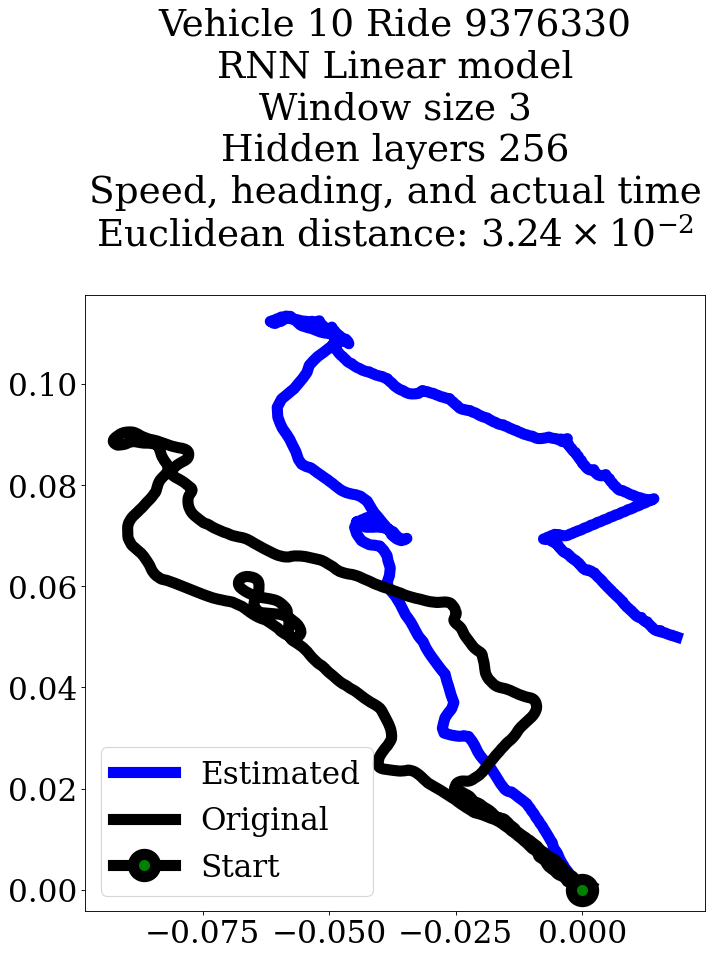 Vehicle 10 Ride 9376330
RNN Linear model
Window size 3
Hidden layers 256
Speed, heading, and actual time
Euclidean distance: 3.24 × 10⁻²
0.10
0.08
0.06
0.04
0.02
0.00
Estimated
Original
Start
−0.075 −0.050 −0.025 0.000